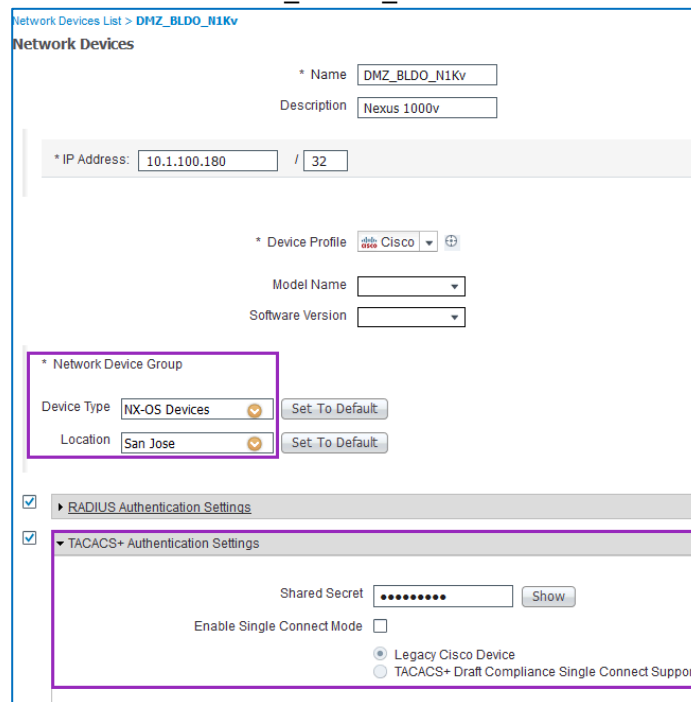 Network Devices List > DMZ_BLDO_N1Kv
Network Devices
* Name DMZ_BLDO_N1Kv
Description Nexus 1000v
* IP Address: 10.1.100.180 / 32
* Device Profile Cisco
Model Name
Software Version
* Network Device Group
Device Type NX-OS Devices Set To Default
Location San Jose Set To Default
RADIUS Authentication Settings
TACACS+ Authentication Settings
Shared Secret ••••••••• Show
Enable Single Connect Mode
Legacy Cisco Device
TACACS+ Draft Compliance Single Connect Suppor